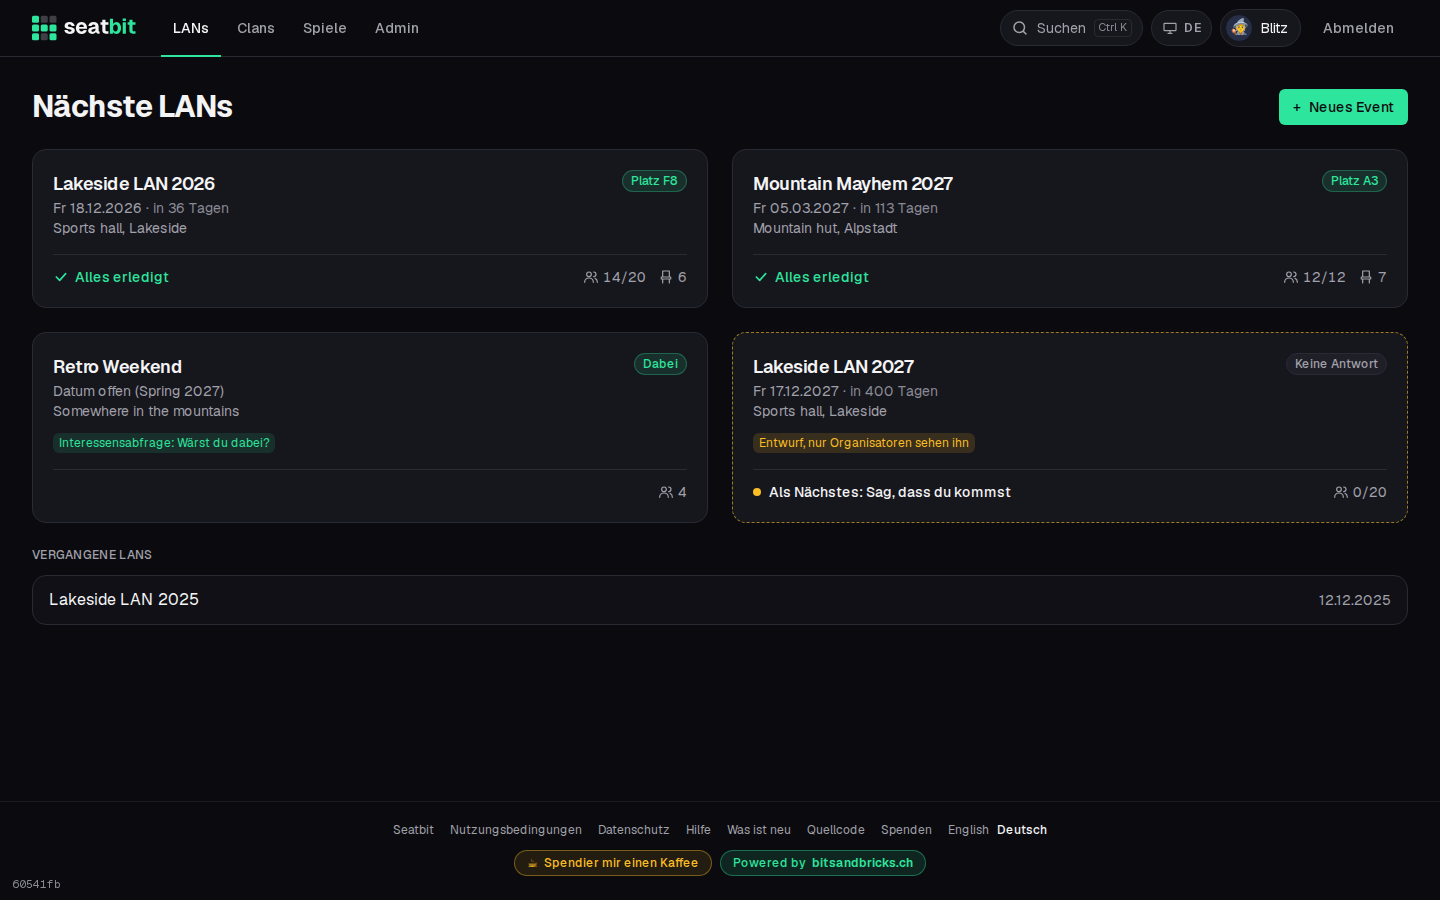 seatbit LANs Clans Spiele Admin Suchen Ctrl K DE Blitz Abmelden
Nächste LANs + Neues Event
Lakeside LAN 2026 Platz F8
Fr 18.12.2026 · in 36 Tagen
Sports hall, Lakeside
Alles erledigt 14/20 6
Mountain Mayhem 2027 Platz A3
Fr 05.03.2027 · in 113 Tagen
Mountain hut, Alpstadt
Alles erledigt 12/12 7
Retro Weekend Dabei
Datum offen (Spring 2027)
Somewhere in the mountains
Interessensabfrage: Wärst du dabei?
4
Lakeside LAN 2027 Keine Antwort
Fr 17.12.2027 · in 400 Tagen
Sports hall, Lakeside
Entwurf, nur Organisatoren sehen ihn
Als Nächstes: Sag, dass du kommst 0/20
VERGANGENE LANS
Lakeside LAN 2025 12.12.2025
Seatbit Nutzungsbedingungen Datenschutz Hilfe Was ist neu Quellcode Spenden English Deutsch
Spendier mir einen Kaffee Powered by bitsandbricks.ch
60541fb